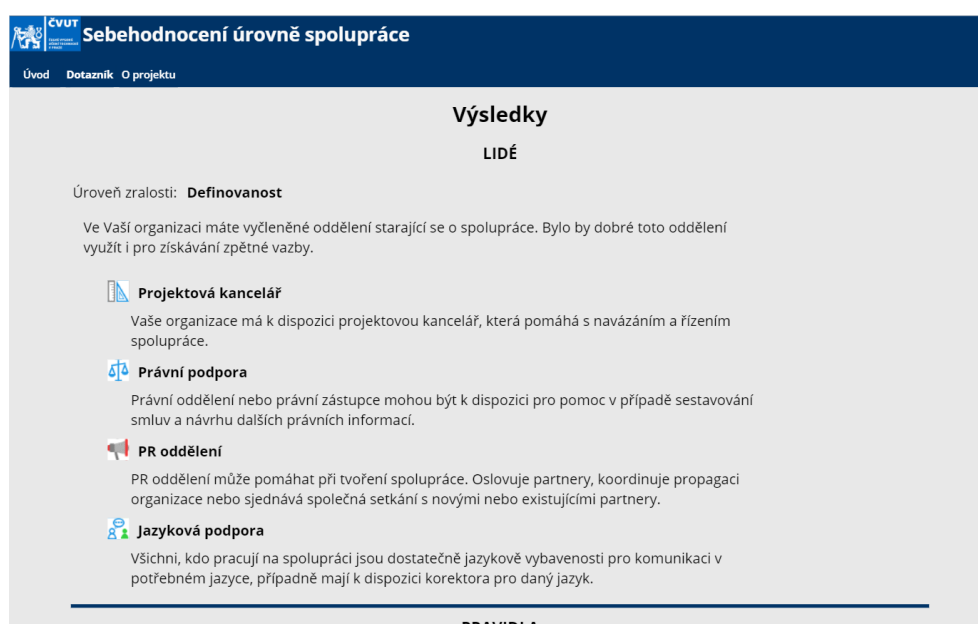 ČVUT
Sebehodnocení úrovně spolupráce
Úvod Dotazník O projektu
Výsledky
LIDÉ
Úroveň zralosti: Definovanost
Ve Vaší organizaci máte vyčleněné oddělení starající se o spolupráce. Bylo by dobré toto oddělení
využít i pro získávání zpětné vazby.
Projektová kancelář
Vaše organizace má k dispozici projektovou kancelář, která pomáhá s navázáním a řízením
spolupráce.
Právní podpora
Právní oddělení nebo právní zástupce mohou být k dispozici pro pomoc v případě sestavování
smluv a návrhu dalších právních informací.
PR oddělení
PR oddělení může pomáhat při tvoření spolupráce. Oslovuje partnery, koordinuje propagaci
organizace nebo sjednává společná setkání s novými nebo existujícími partnery.
Jazyková podpora
Všichni, kdo pracují na spolupráci jsou dostatečně jazykově vybavenosti pro komunikaci v
potřebném jazyce, případně mají k dispozici korektora pro daný jazyk.